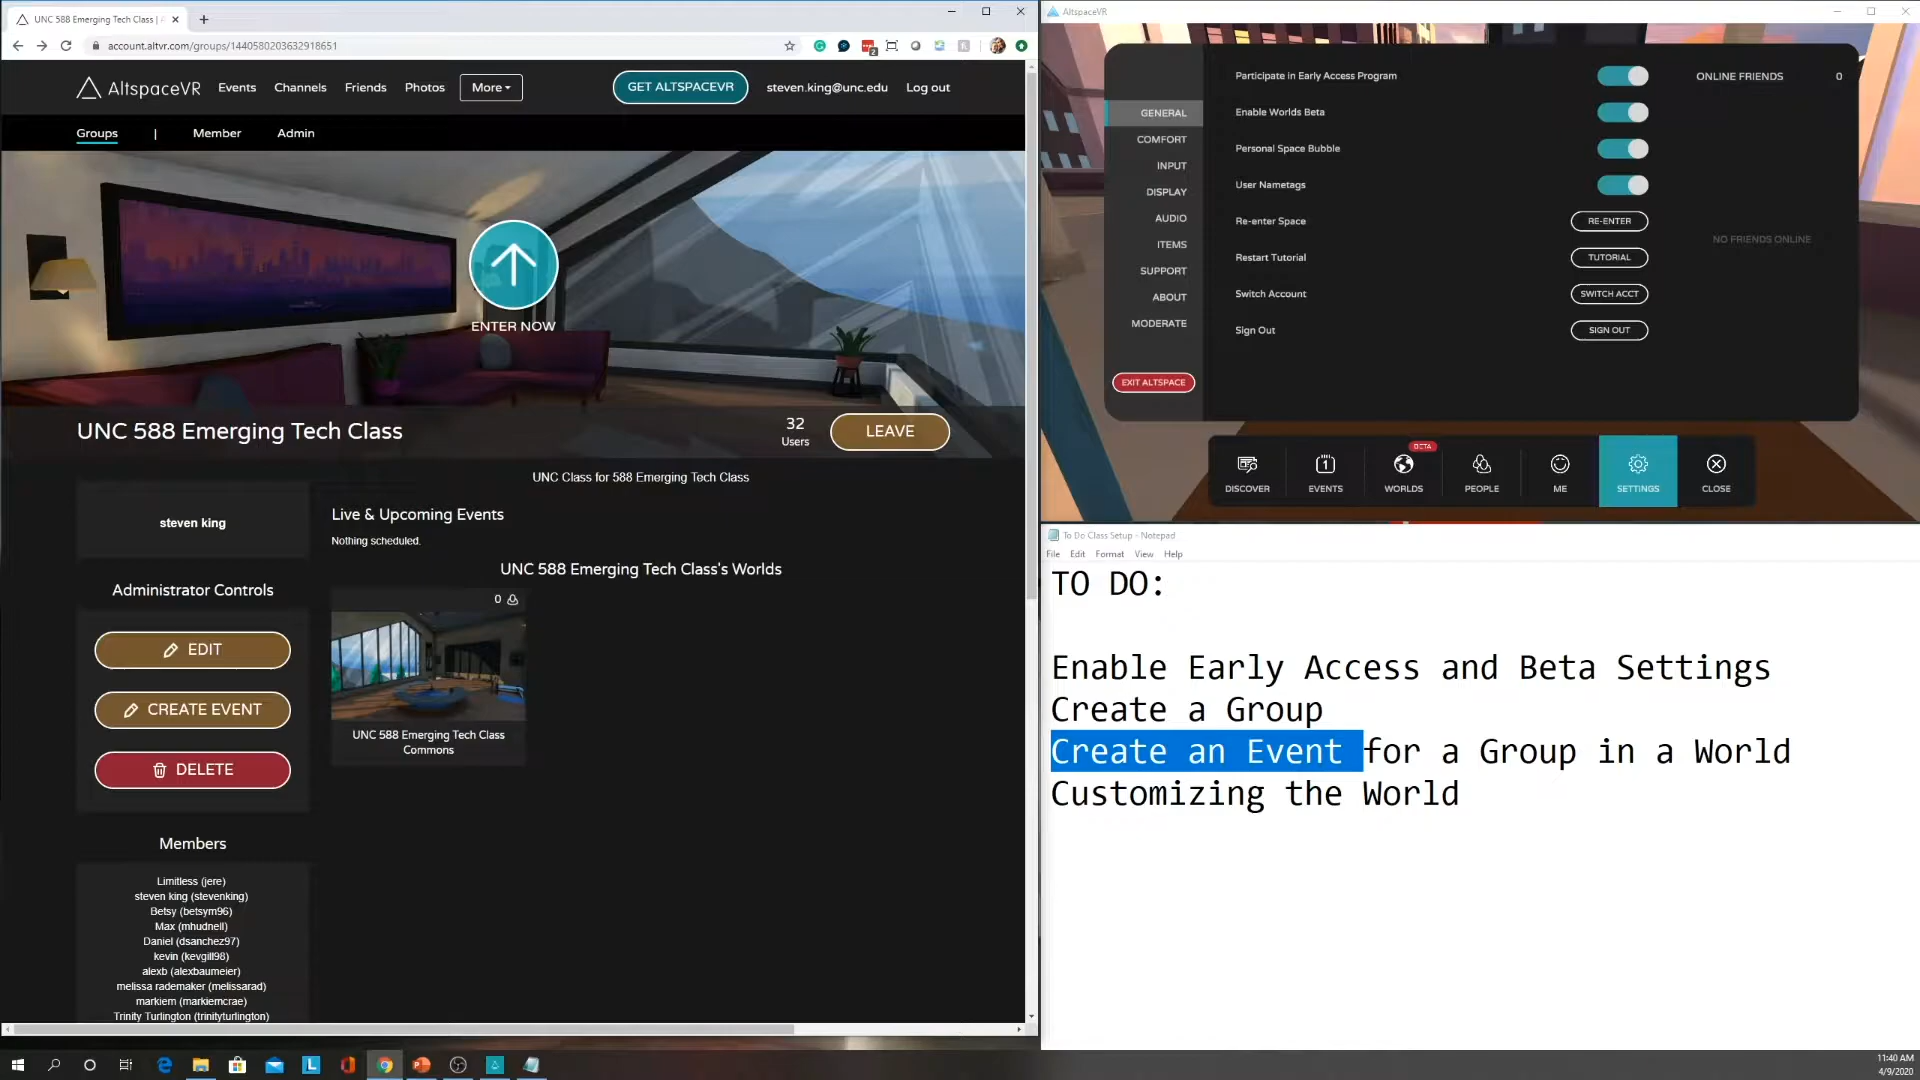 UNC 588 Emerging Tech Class |
account.altvr.com/groups/1440580203632918651
AltspaceVR
Events
Channels
Friends
Photos
More
GET ALTSPACEVR
steven.king@unc.edu
Log out
Groups
|
Member
Admin
ENTER NOW
UNC 588 Emerging Tech Class
32
Users
LEAVE
UNC Class for 588 Emerging Tech Class
steven king
Live & Upcoming Events
Nothing scheduled.
UNC 588 Emerging Tech Class's Worlds
0
UNC 588 Emerging Tech Class
Commons
Administrator Controls
EDIT
CREATE EVENT
DELETE
Members
Limitless (jere)
steven king (stevenking)
Betsy (betsym96)
Max (mhudnell)
Daniel (dsanchez97)
kevin (kevgill98)
alexb (alexbaumeier)
melissa rademaker (melissarad)
markiem (markiemcrae)
Trinity Turlington (trinityturlington)
AltspaceVR
GENERAL
COMFORT
INPUT
DISPLAY
AUDIO
ITEMS
SUPPORT
ABOUT
MODERATE
EXIT ALTSPACE
Participate in Early Access Program
Enable Worlds Beta
Personal Space Bubble
User Nametags
Re-enter Space
RE-ENTER
Restart Tutorial
TUTORIAL
Switch Account
SWITCH ACCT
Sign Out
SIGN OUT
ONLINE FRIENDS
0
NO FRIENDS ONLINE
DISCOVER
1
EVENTS
BETA
WORLDS
PEOPLE
ME
SETTINGS
CLOSE
To Do Class Setup - Notepad
File Edit Format View Help
TO DO:
Enable Early Access and Beta Settings
Create a Group
Create an Event for a Group in a World
Customizing the World
11:40 AM
4/9/2020